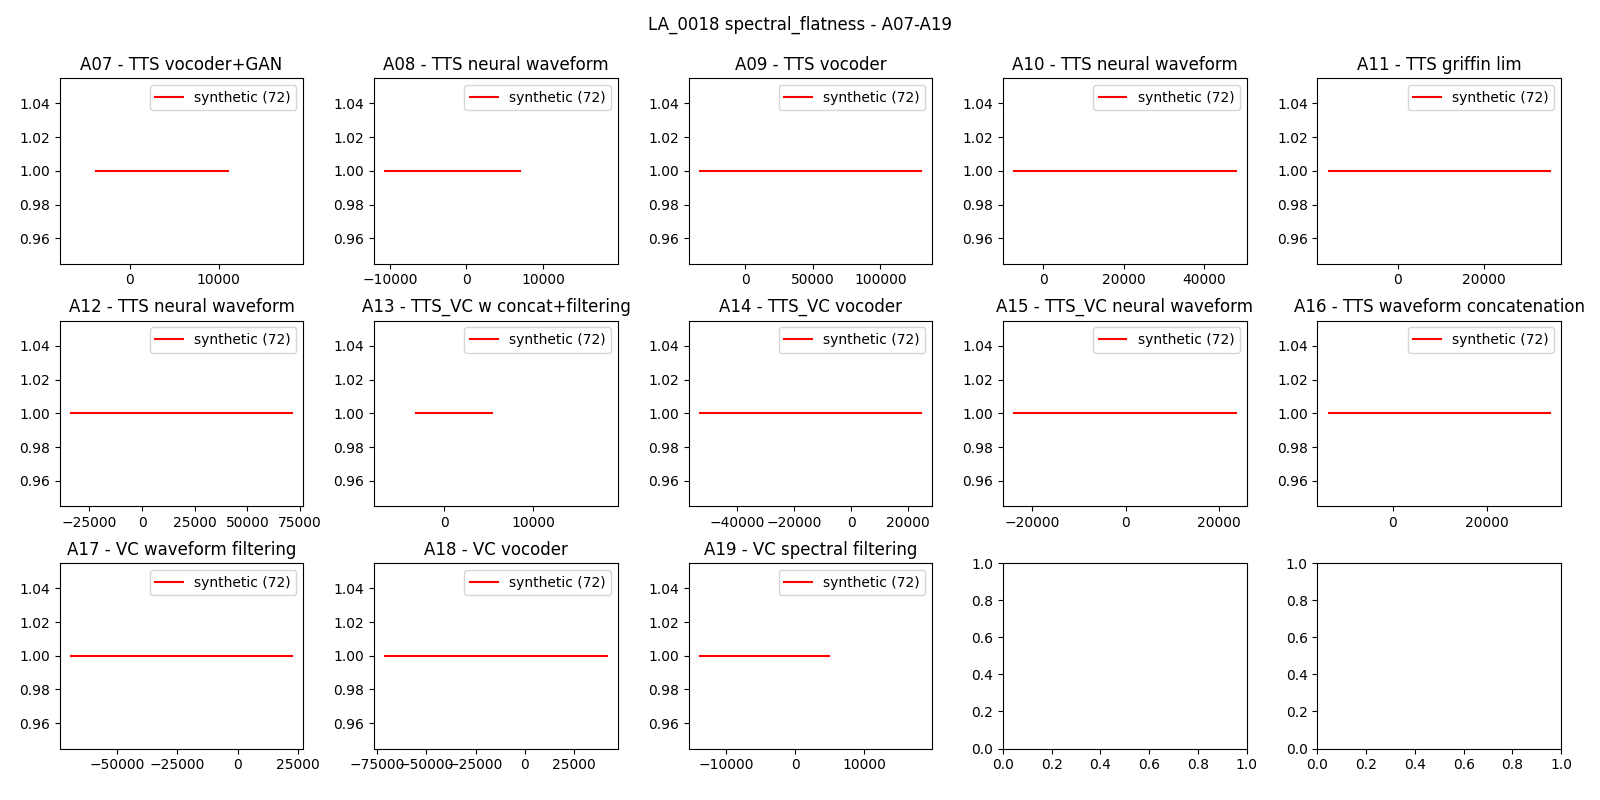 LA_0018 spectral_flatness - A07-A19
A07 - TTS vocoder+GAN
synthetic (72)
1.04
1.02
1.00
0.98
0.96
0 10000
A08 - TTS neural waveform
synthetic (72)
1.04
1.02
1.00
0.98
0.96
−10000 0 10000
A09 - TTS vocoder
synthetic (72)
1.04
1.02
1.00
0.98
0.96
0 50000 100000
A10 - TTS neural waveform
synthetic (72)
1.04
1.02
1.00
0.98
0.96
0 20000 40000
A11 - TTS griffin lim
synthetic (72)
1.04
1.02
1.00
0.98
0.96
0 20000
A12 - TTS neural waveform
synthetic (72)
1.04
1.02
1.00
0.98
0.96
−25000 0 25000 50000 75000
A13 - TTS_VC w concat+filtering
synthetic (72)
1.04
1.02
1.00
0.98
0.96
0 10000
A14 - TTS_VC vocoder
synthetic (72)
1.04
1.02
1.00
0.98
0.96
−40000 −20000 0 20000
A15 - TTS_VC neural waveform
synthetic (72)
1.04
1.02
1.00
0.98
0.96
−20000 0 20000
A16 - TTS waveform concatenation
synthetic (72)
1.04
1.02
1.00
0.98
0.96
0 20000
A17 - VC waveform filtering
synthetic (72)
1.04
1.02
1.00
0.98
0.96
−50000 −25000 0 25000
A18 - VC vocoder
synthetic (72)
1.04
1.02
1.00
0.98
0.96
−75000 −50000 −25000 0 25000
A19 - VC spectral filtering
synthetic (72)
1.04
1.02
1.00
0.98
0.96
−10000 0 10000
1.0
0.8
0.6
0.4
0.2
0.0
0.0 0.2 0.4 0.6 0.8 1.0
1.0
0.8
0.6
0.4
0.2
0.0
0.0 0.2 0.4 0.6 0.8 1.0